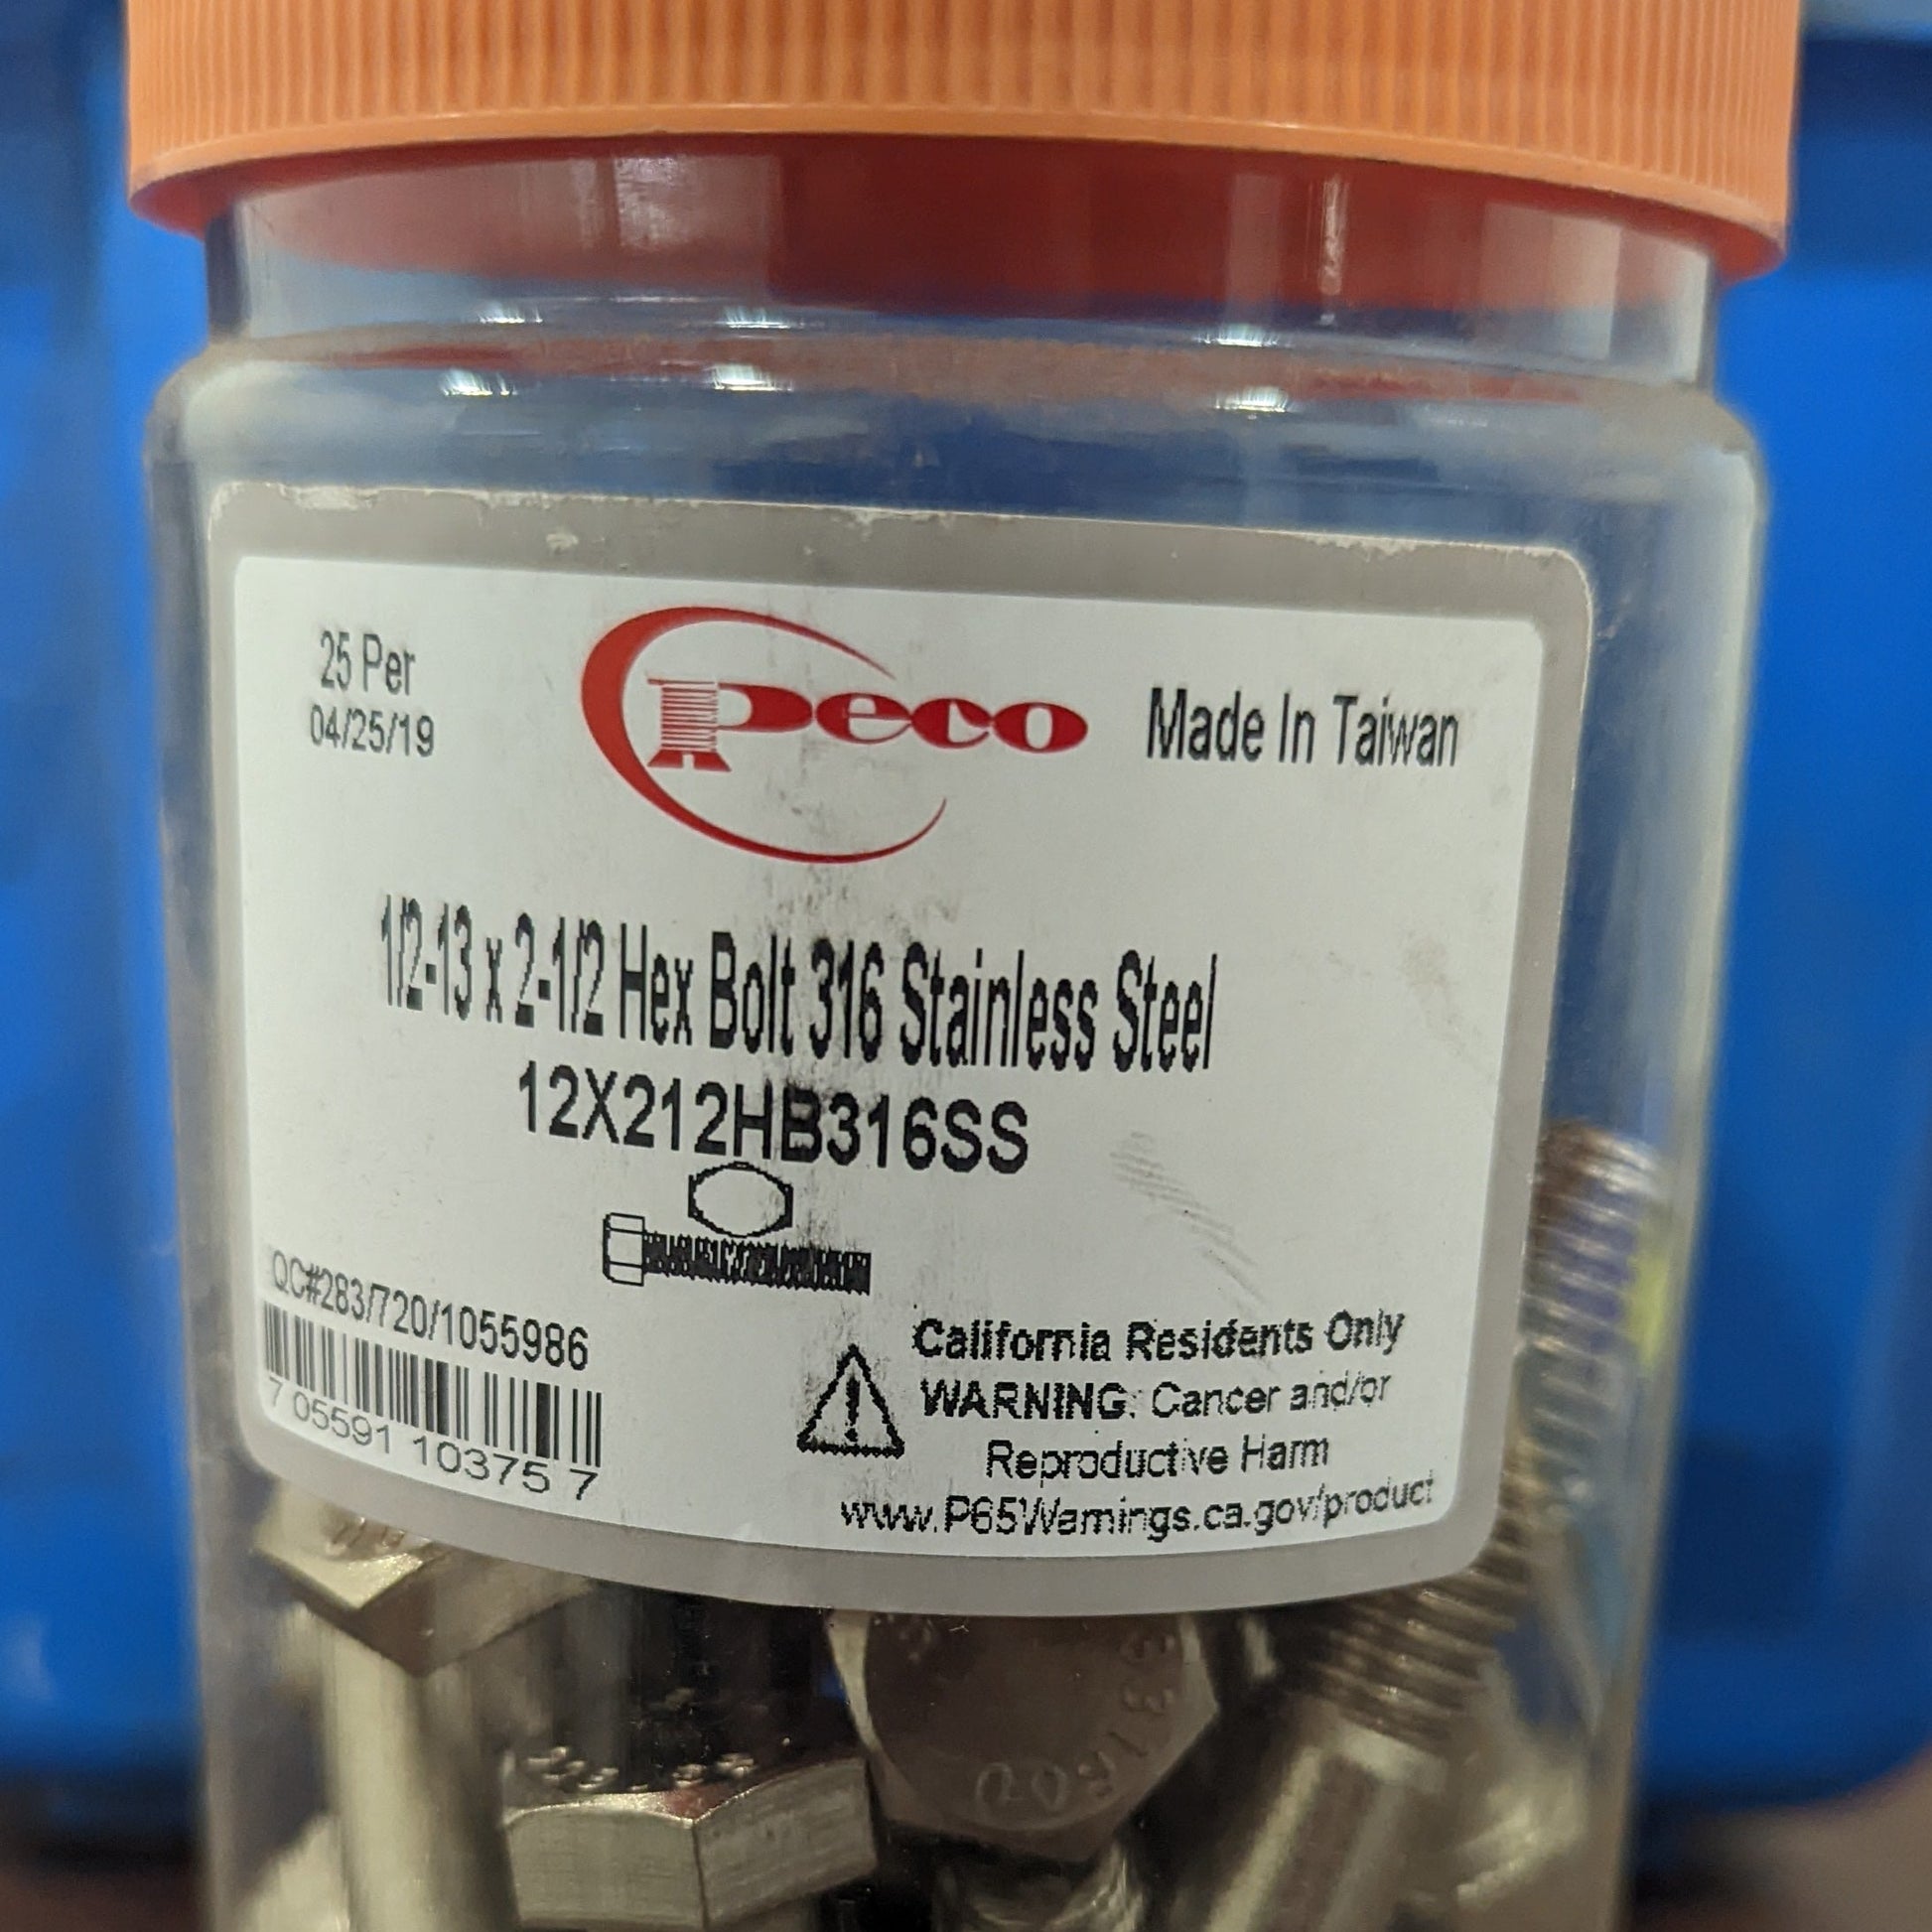 25 Per
04/25/19
Peco
Made In Taiwan
1/2-13 x 2-1/2 Hex Bolt 316 Stainless Steel
12X212HB316SS
QC#283/720/1055986
7 05591 10375 7
California Residents Only
WARNING: Cancer and/or
Reproductive Harm
www.P65Warnings.ca.gov/product